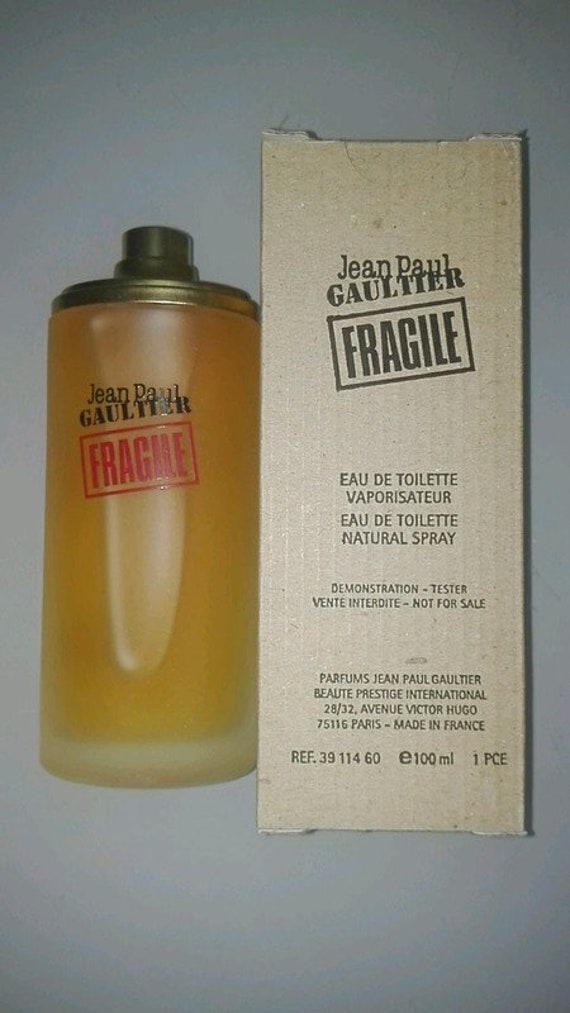 Jean Paul
GAULTIER
FRAGILE
Jean Paul
GAULTIER
FRAGILE
EAU DE TOILETTE
VAPORISATEUR
EAU DE TOILETTE
NATURAL SPRAY
DEMONSTRATION - TESTER
VENTE INTERDITE - NOT FOR SALE
PARFUMS JEAN PAUL GAULTIER
BEAUTE PRESTIGE INTERNATIONAL
28/32, AVENUE VICTOR HUGO
75116 PARIS - MADE IN FRANCE
REF. 39 114 60 e100 ml 1 PCE